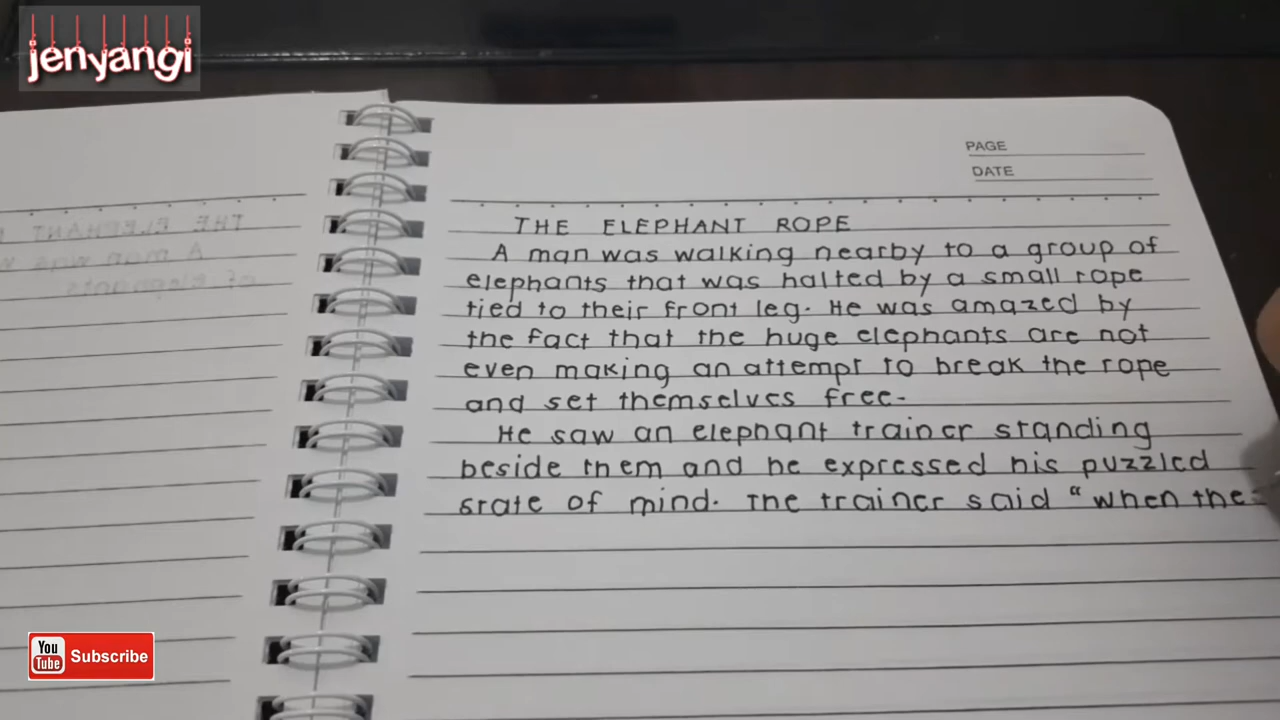 jenyangi
PAGE
DATE
THE ELEPHANT ROPE
A man was walking nearby to a group of
elephants that was halted by a small rope
tied to their front leg. He was amazed by
the fact that the huge elephants are not
even making an attempt to break the rope
and set themselves free.
He saw an elephant trainer standing
beside them and he expressed his puzzled
state of mind. The trainer said "when the
You
Tube
Subscribe